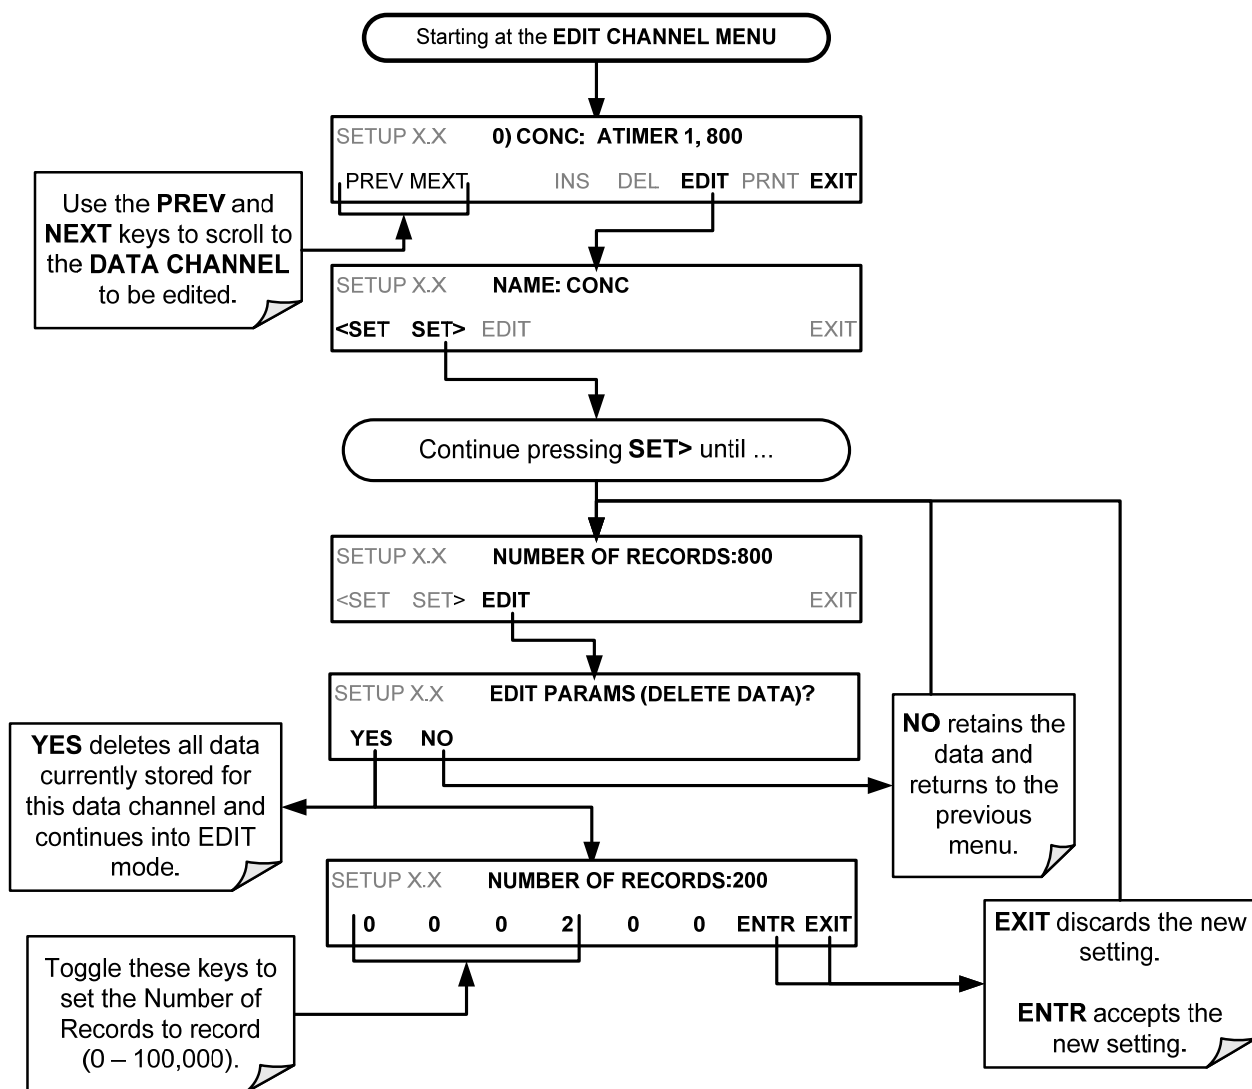 Starting at the EDIT CHANNEL MENU
SETUP X.X 0) CONC: ATIMER 1, 800
PREV MEXT INS DEL EDIT PRNT EXIT
Use the PREV and
NEXT keys to scroll to
the DATA CHANNEL
to be edited.
SETUP X.X NAME: CONC
<SET SET> EDIT EXIT
Continue pressing SET> until ...
SETUP X.X NUMBER OF RECORDS:800
<SET SET> EDIT EXIT
SETUP X.X EDIT PARAMS (DELETE DATA)?
YES NO
YES deletes all data
currently stored for
this data channel and
continues into EDIT
mode.
NO retains the
data and
returns to the
previous
menu.
SETUP X.X NUMBER OF RECORDS:200
0 0 0 2 0 0 ENTR EXIT
Toggle these keys to
set the Number of
Records to record
(0 – 100,000).
EXIT discards the new
setting.
ENTR accepts the
new setting.